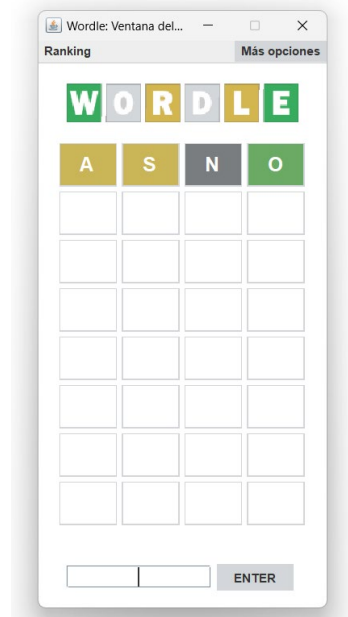 Wordle: Ventana del...
Ranking Más opciones
WORDLE
A S N O
ENTER